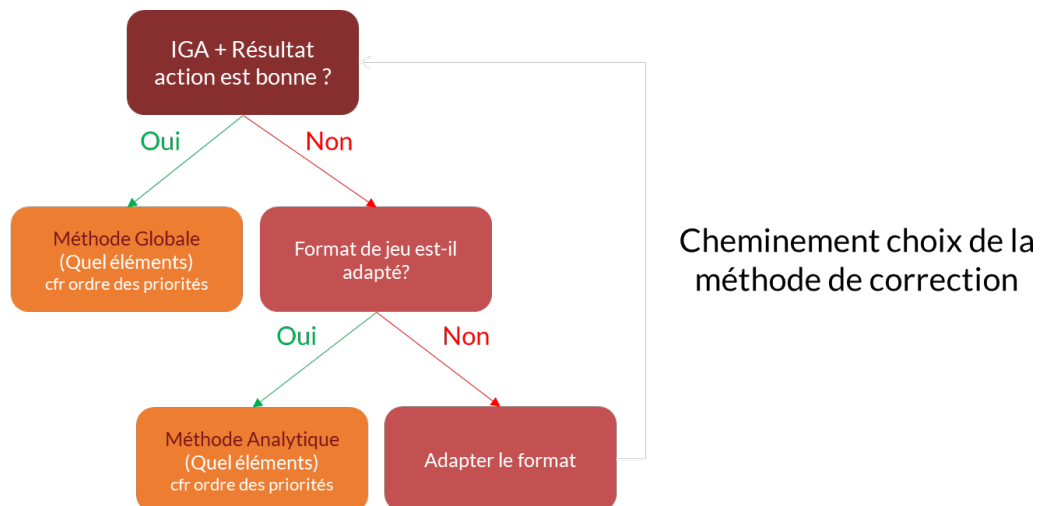 IGA + Résultat
action est bonne ?
Oui
Non
Méthode Globale
(Quel éléments)
cfr ordre des priorités
Format de jeu est-il
adapté?
Cheminement choix de la
méthode de correction
Oui
Non
Méthode Analytique
(Quel éléments)
cfr ordre des priorités
Adapter le format